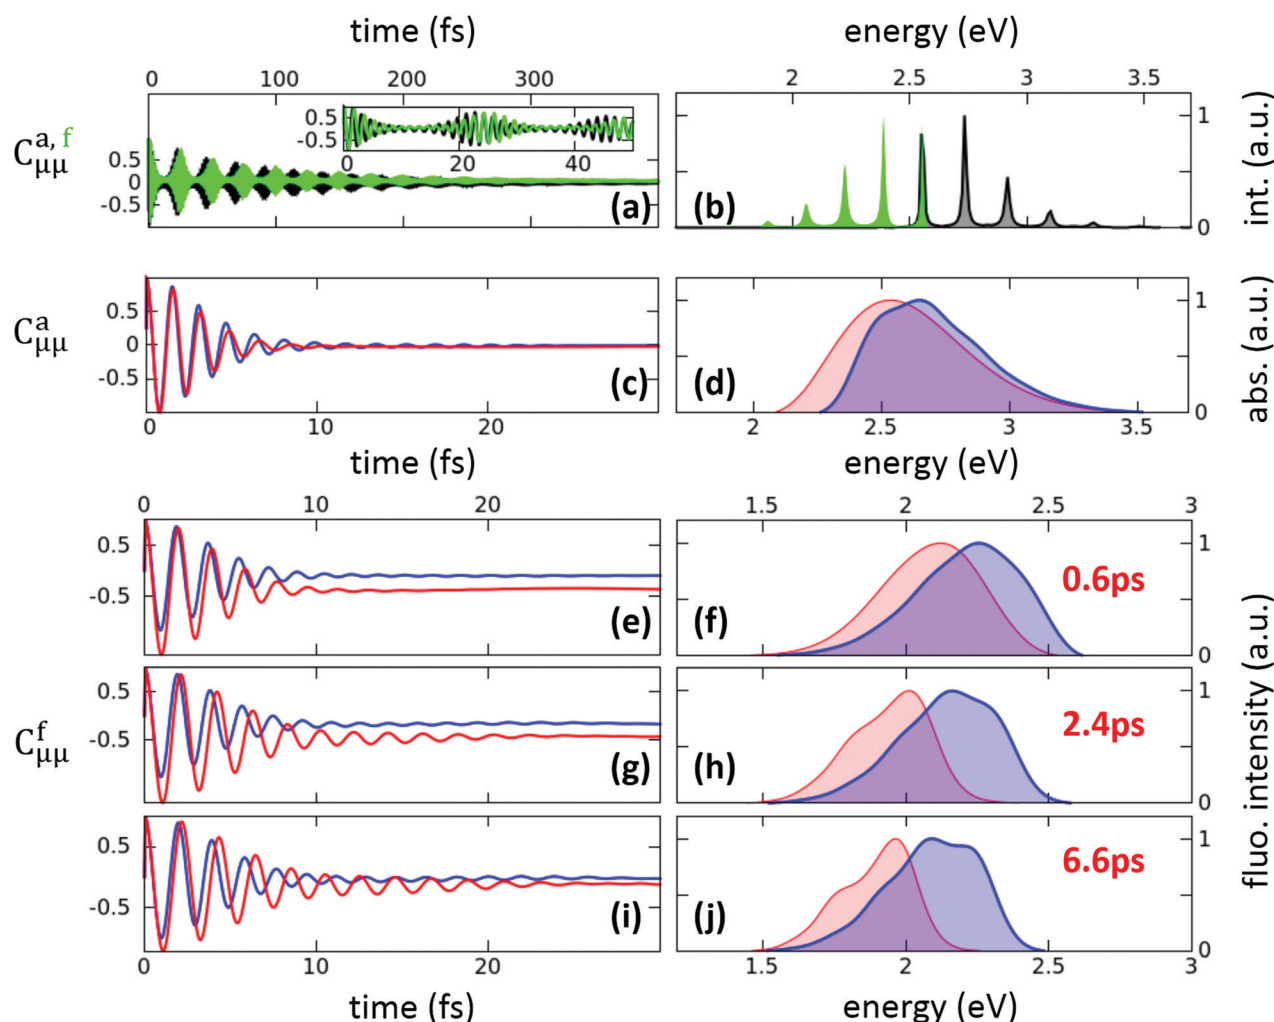 time (fs) energy (eV)
0 100 200 300 2 2.5 3 3.5
C^{a, f}_{μμ} 0.5 0 -0.5 0.5 -0.5 0 20 40 (a) (b) 1 0 int. (a.u.)
C^{a}_{μμ} 0.5 0 -0.5 (c) (d) 1 0 abs. (a.u.)
0 10 20 2 2.5 3 3.5
time (fs) energy (eV)
0 10 20 1.5 2 2.5 3
0.5 -0.5 (e) (f) 0.6ps 1 0
C^{f}_{μμ} 0.5 -0.5 (g) (h) 2.4ps 1 0 fluo. intensity (a.u.)
0.5 -0.5 (i) (j) 6.6ps 1 0
0 10 20 1.5 2 2.5 3
time (fs) energy (eV)